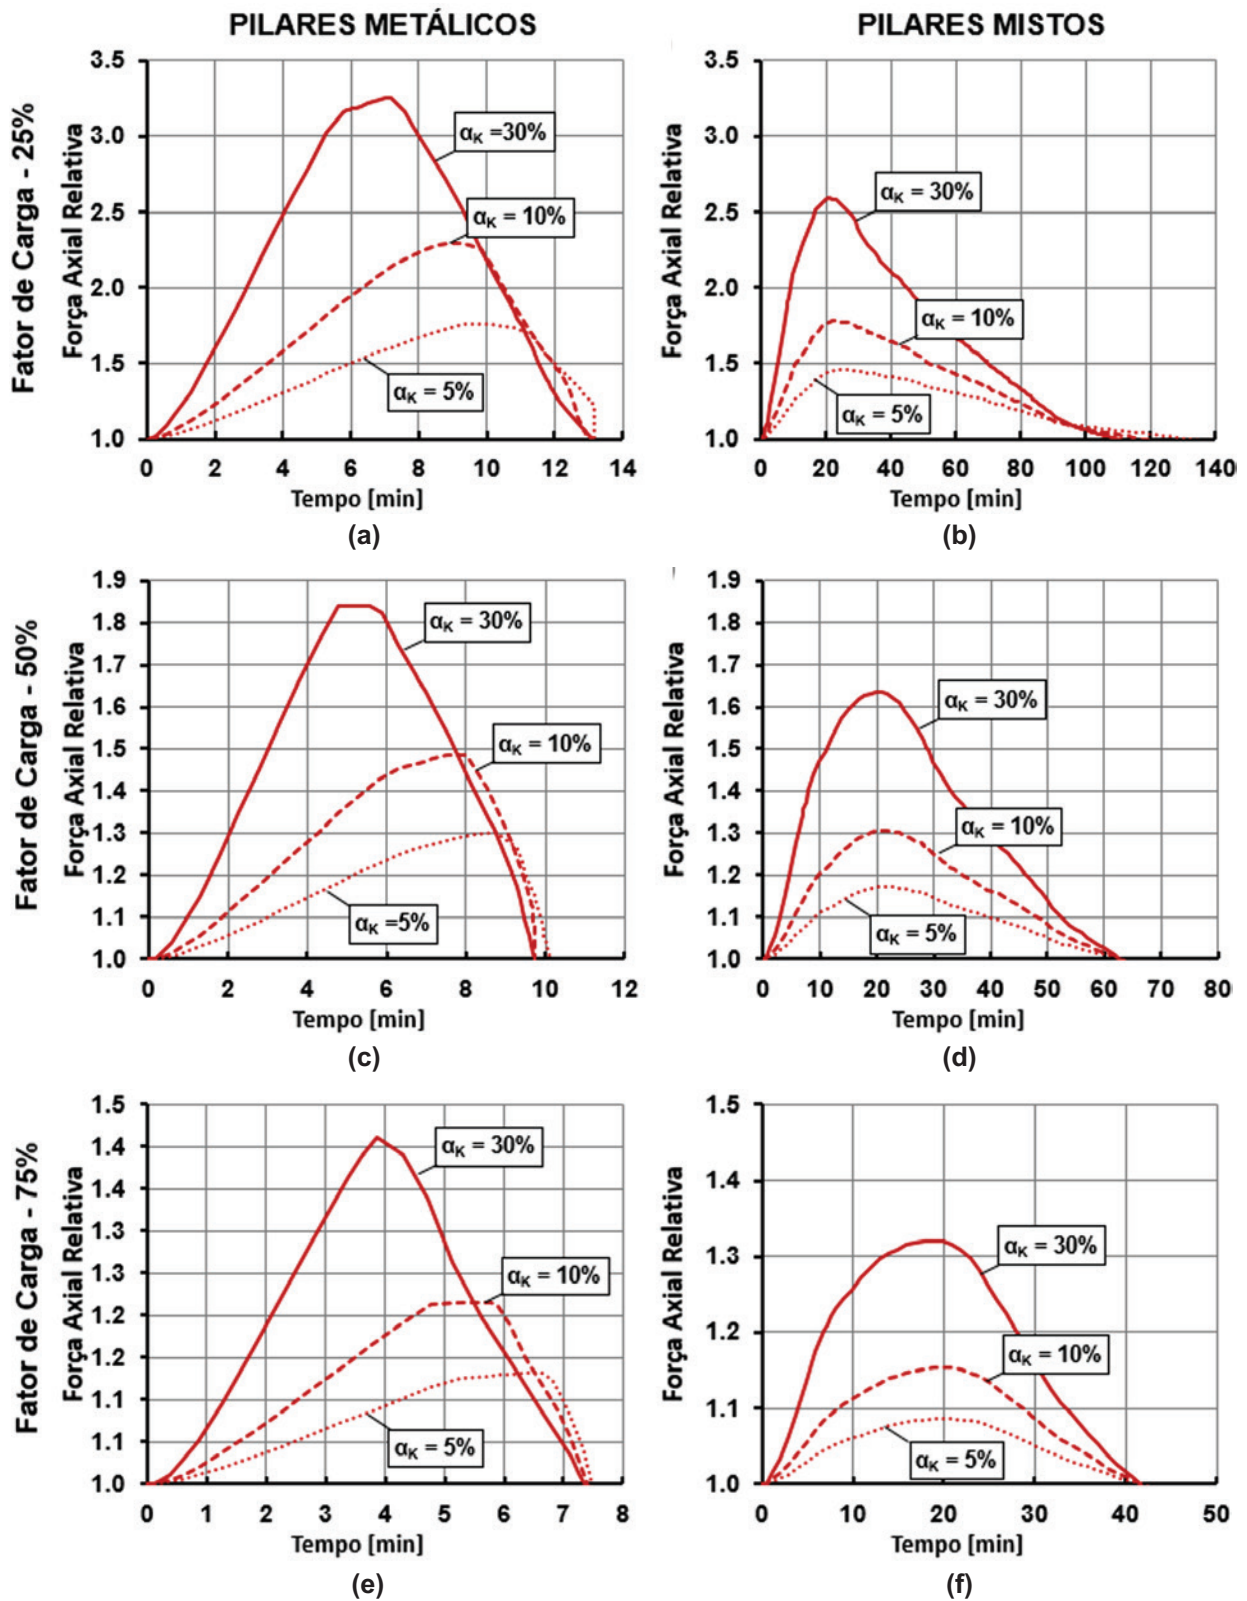 PILARES METÁLICOS
PILARES MISTOS
Fator de Carga - 25%
Força Axial Relativa
3.5
3.0
2.5
2.0
1.5
1.0
αK =30%
αK = 10%
αK = 5%
0 2 4 6 8 10 12 14
Tempo [min]
(a)
Força Axial Relativa
3.5
3.0
2.5
2.0
1.5
1.0
αK = 30%
αK = 10%
αK = 5%
0 20 40 60 80 100 120 140
Tempo [min]
(b)
Fator de Carga - 50%
Força Axial Relativa
1.9
1.8
1.7
1.6
1.5
1.4
1.3
1.2
1.1
1.0
αK = 30%
αK = 10%
αK =5%
0 2 4 6 8 10 12
Tempo [min]
(c)
Força Axial Relativa
1.9
1.8
1.7
1.6
1.5
1.4
1.3
1.2
1.1
1.0
αK = 30%
αK = 10%
αK = 5%
0 10 20 30 40 50 60 70 80
Tempo [min]
(d)
Fator de Carga - 75%
Força Axial Relativa
1.5
1.4
1.4
1.3
1.3
1.2
1.2
1.1
1.1
1.0
αK = 30%
αK = 10%
αK = 5%
0 1 2 3 4 5 6 7 8
Tempo [min]
(e)
Força Axial Relativa
1.5
1.4
1.3
1.2
1.1
1.0
αK = 30%
αK = 10%
αK = 5%
0 10 20 30 40 50
Tempo [min]
(f)